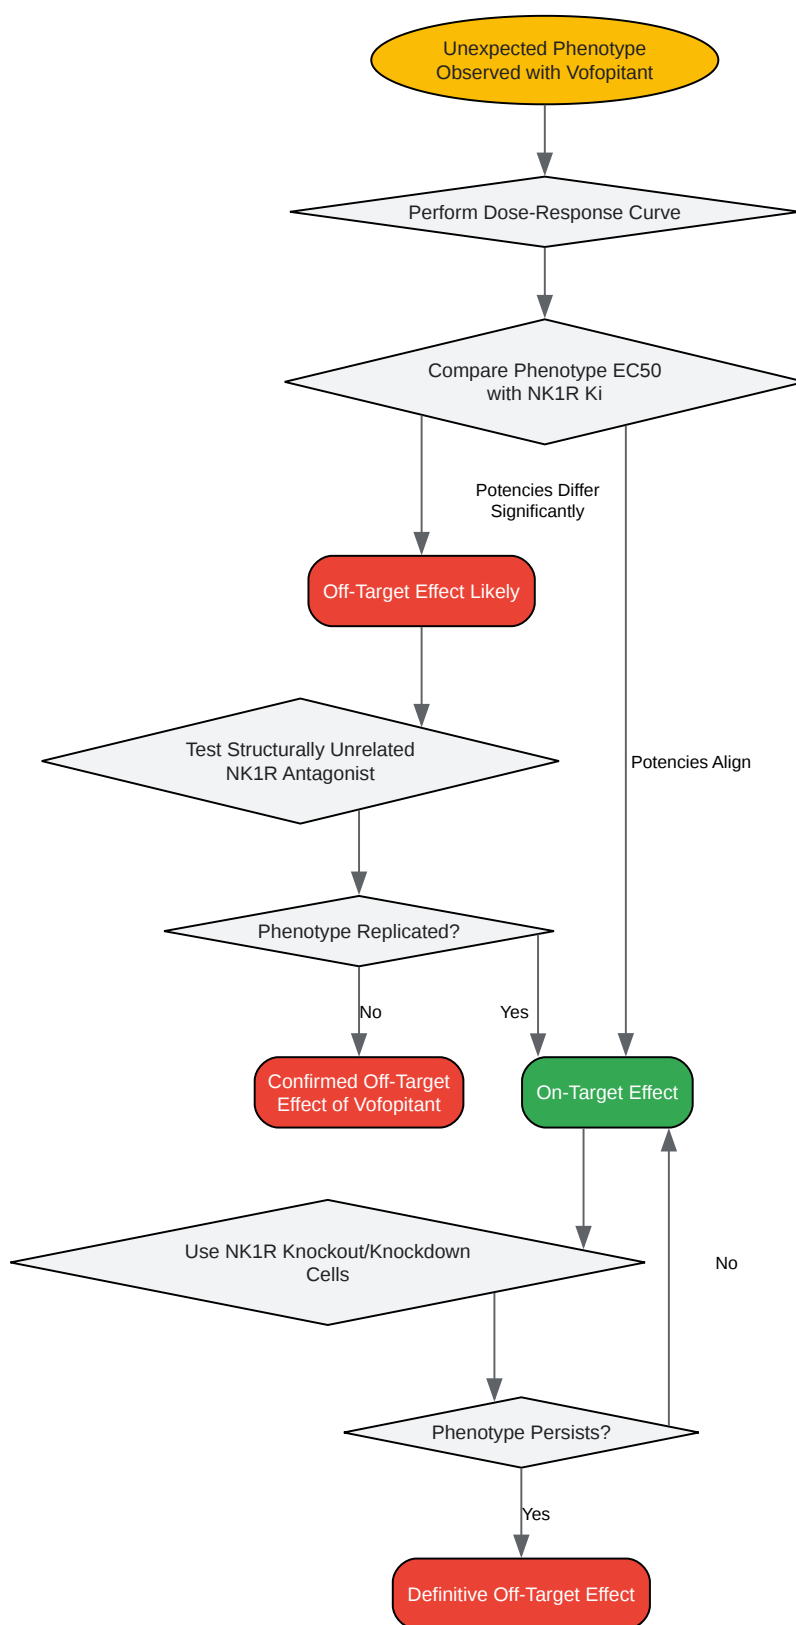 Unexpected Phenotype
Observed with Vofopitant
Perform Dose-Response Curve
Compare Phenotype EC50
with NK1R Ki
Potencies Differ
Significantly
Off-Target Effect Likely
Test Structurally Unrelated
NK1R Antagonist
Potencies Align
Phenotype Replicated?
No
Yes
Confirmed Off-Target
Effect of Vofopitant
On-Target Effect
Use NK1R Knockout/Knockdown
Cells
No
Phenotype Persists?
Yes
Definitive Off-Target Effect